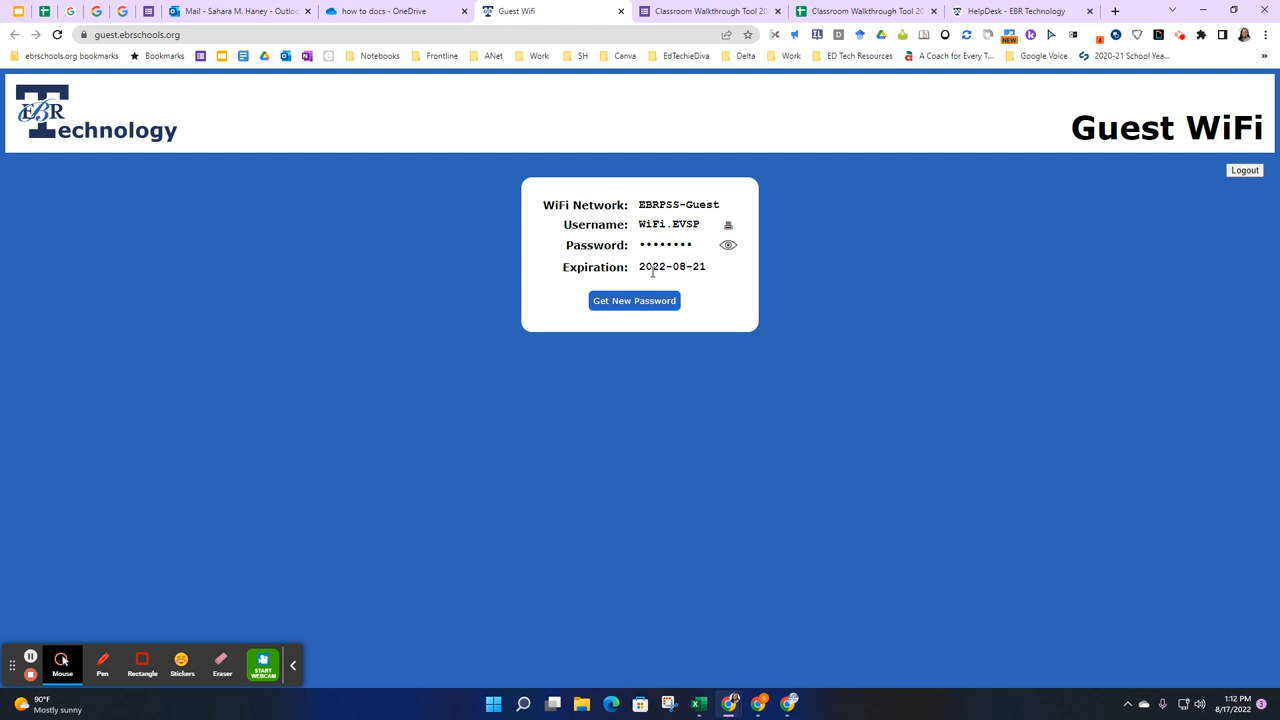 Mail - Sahara M. Haney - Outloo
how to docs - OneDrive
Guest Wifi
Classroom Walkthrough Tool 20
Classroom Walkthrough Tool 20
HelpDesk - EBR Technology
guest.ebrschools.org
NEW
4
ebrschools.org bookmarks
Bookmarks
Notebooks
Frontline
ANet
Work
SH
Canva
EdTechieDiva
Delta
Work
ED Tech Resources
A Coach for Every T...
Google Voice
2020-21 School Yea...
»
EBR
Technology
Guest WiFi
Logout
WiFi Network: EBRPSS-Guest
Username: WiFi.EVSP
Password: ••••••••
Expiration: 2022-08-21
Get New Password
Mouse
Pen
Rectangle
Stickers
Eraser
START
WEBCAM
90°F
Mostly sunny
1:12 PM
8/17/2022
3